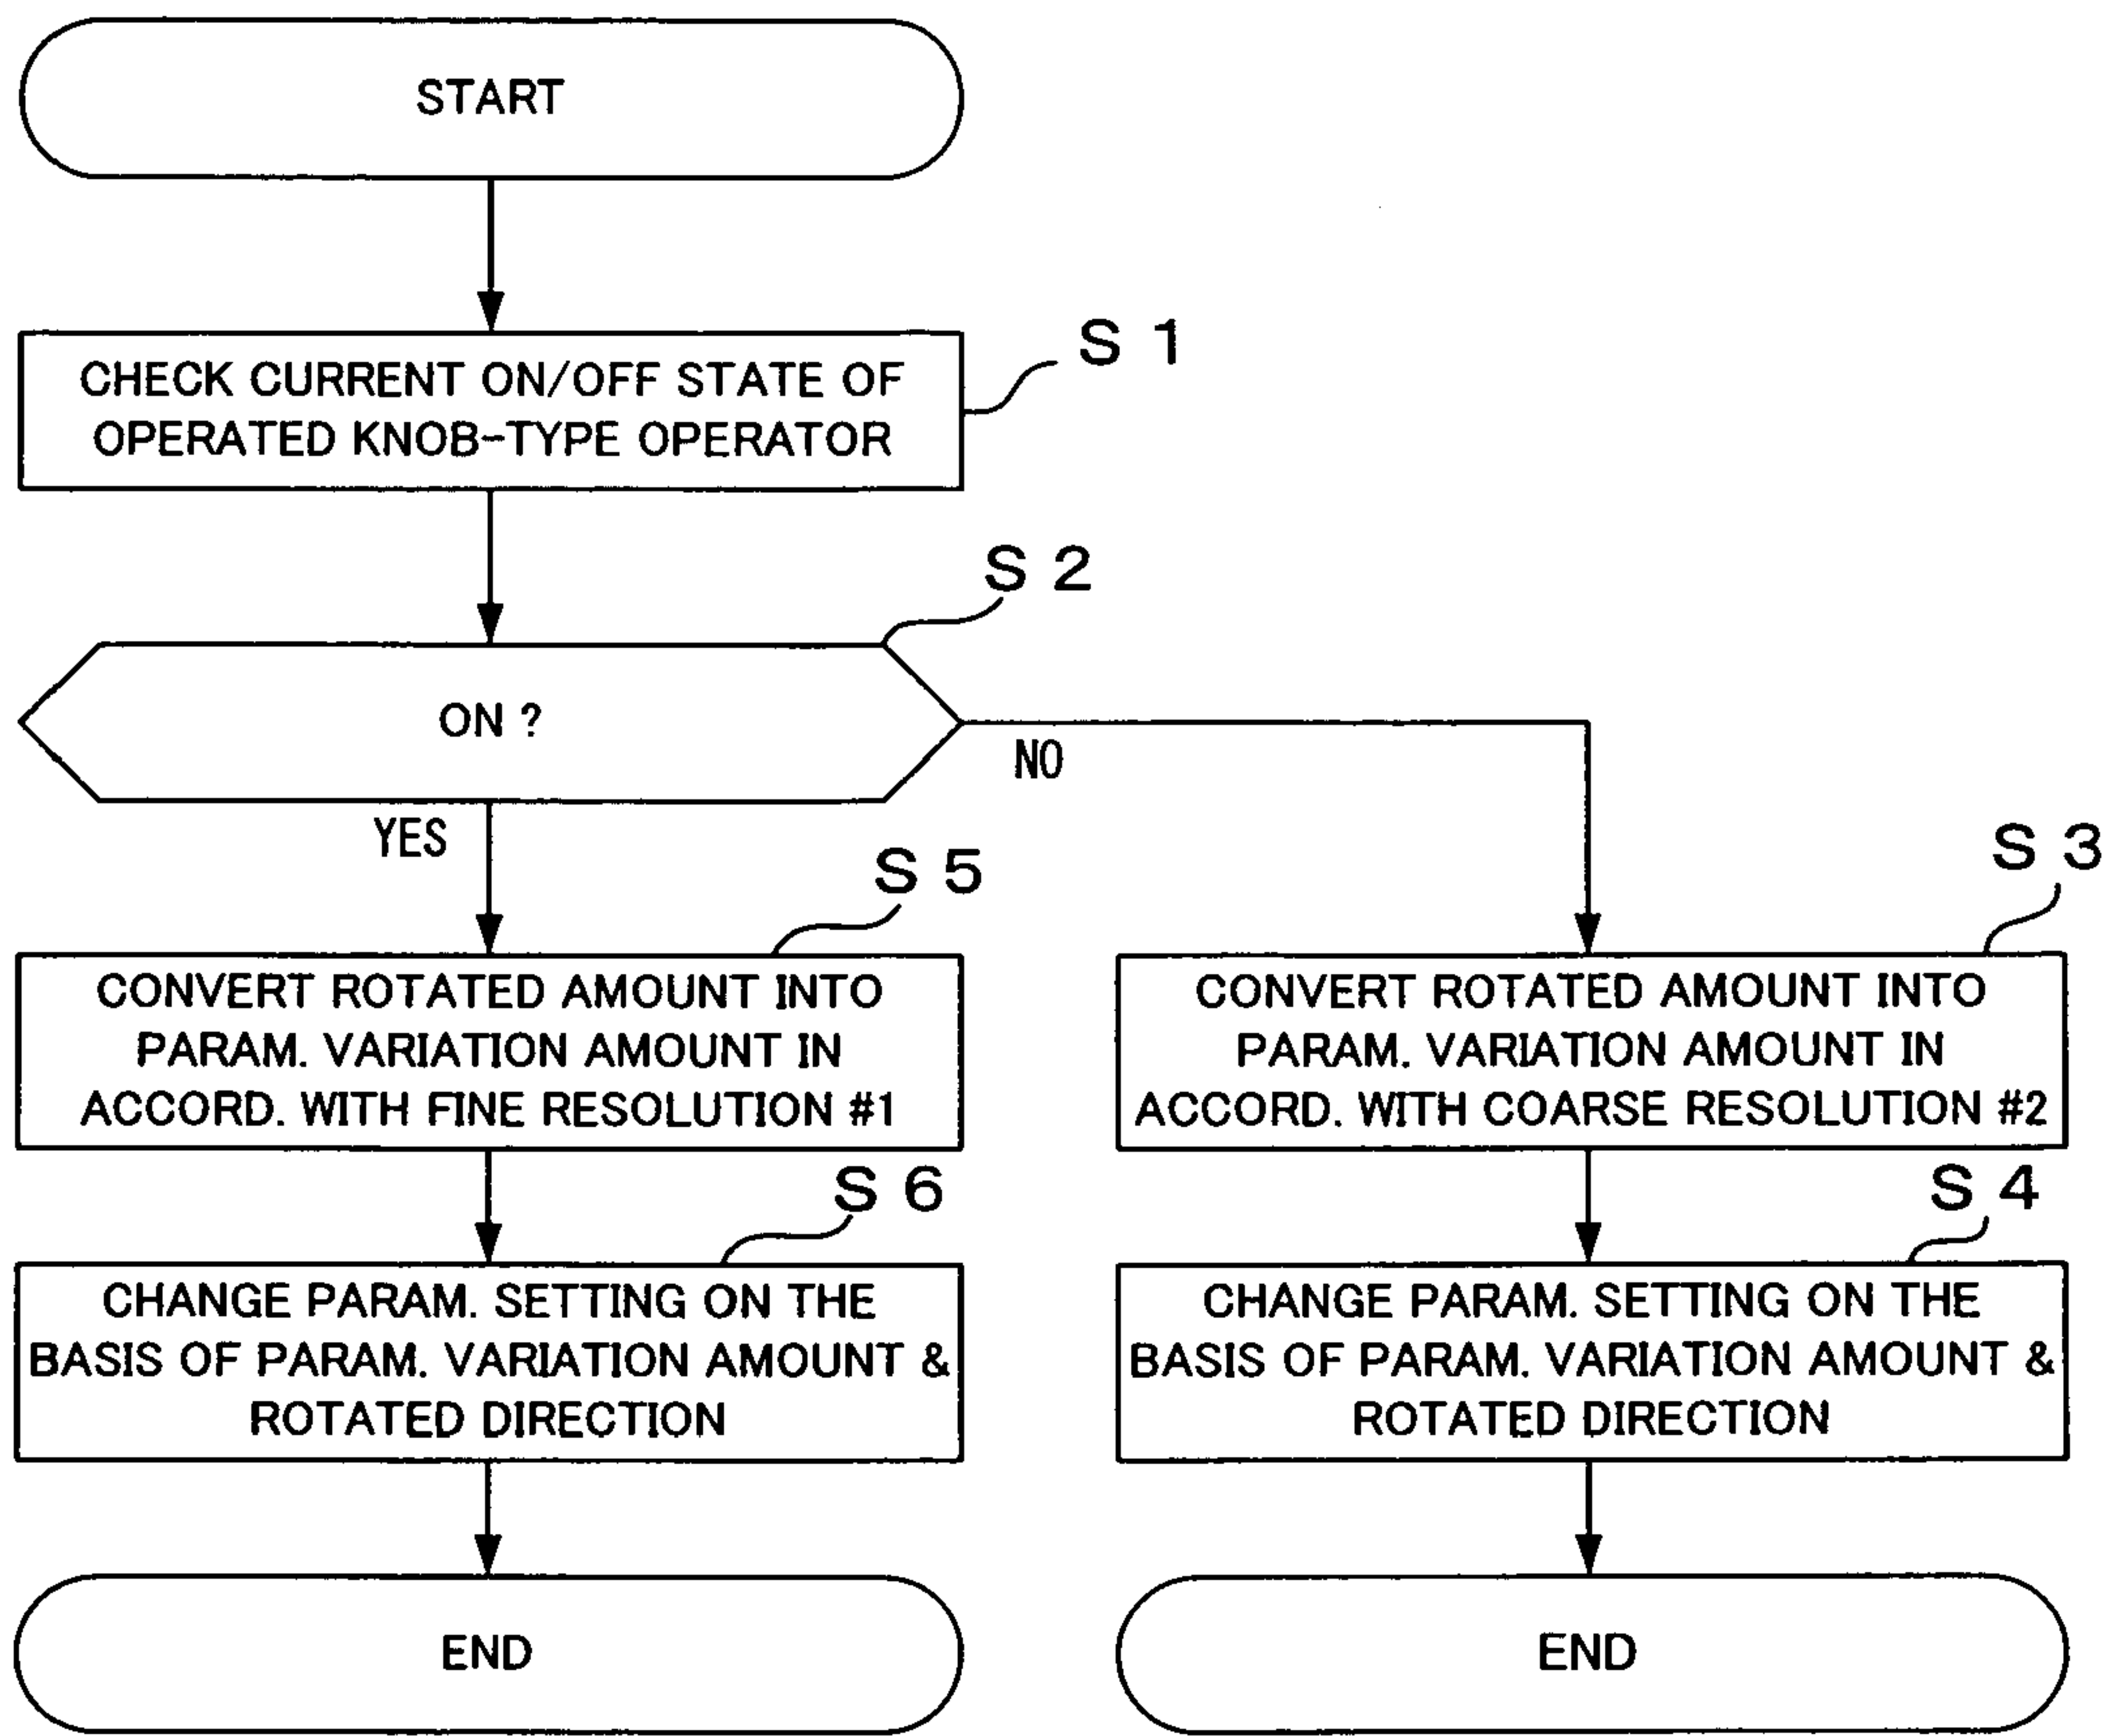 START
S 1
CHECK CURRENT ON/OFF STATE OF
OPERATED KNOB-TYPE OPERATOR
S 2
ON ?
NO
YES
S 5
CONVERT ROTATED AMOUNT INTO
PARAM. VARIATION AMOUNT IN
ACCORD. WITH FINE RESOLUTION #1
S 6
CHANGE PARAM. SETTING ON THE
BASIS OF PARAM. VARIATION AMOUNT &
ROTATED DIRECTION
END
S 3
CONVERT ROTATED AMOUNT INTO
PARAM. VARIATION AMOUNT IN
ACCORD. WITH COARSE RESOLUTION #2
S 4
CHANGE PARAM. SETTING ON THE
BASIS OF PARAM. VARIATION AMOUNT &
ROTATED DIRECTION
END